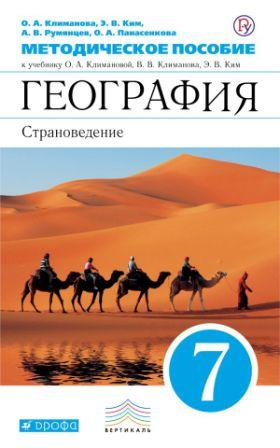 О. А. Климанова, Э. В. Ким,
А. В. Румянцев, О. А. Панасенкова
МЕТОДИЧЕСКОЕ ПОСОБИЕ
к учебнику О. А. Климановой, В. В. Климанова, Э. В. Ким
ГЕОГРАФИЯ
Страноведение
7
ДРОФА
ВЕРТИКАЛЬ